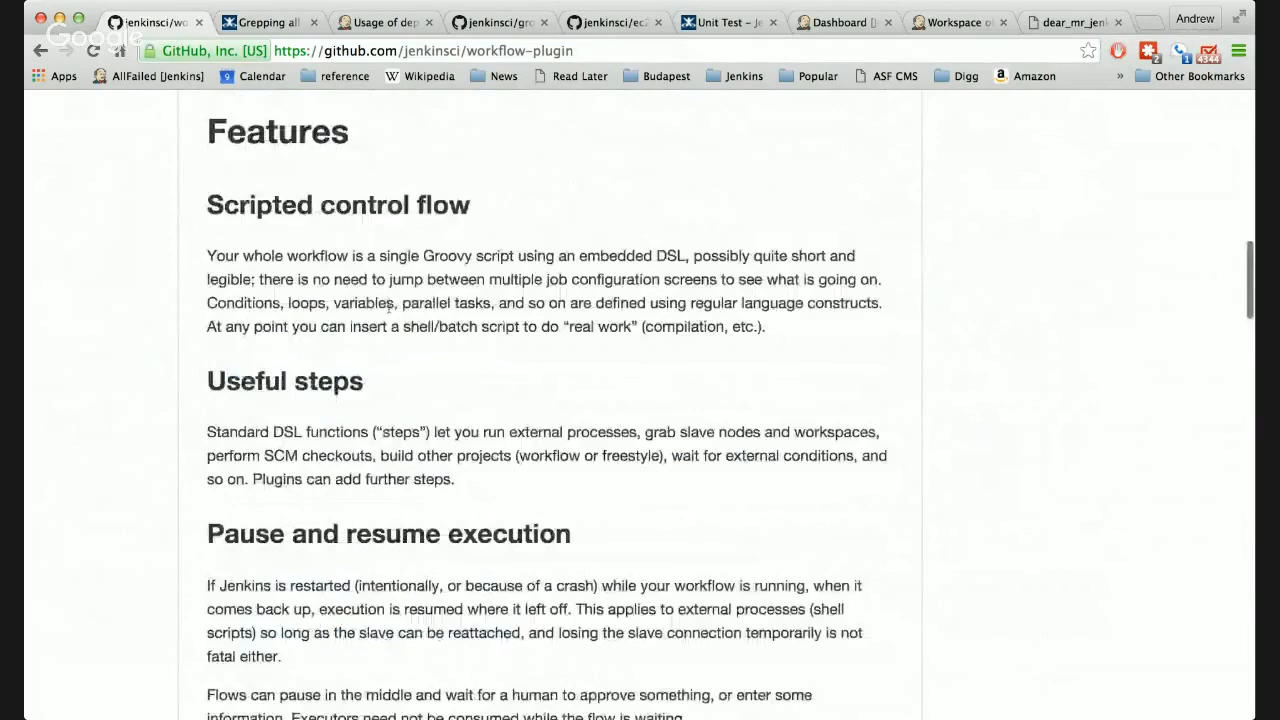 jenkinsci/wo
Grepping all
Usage of dep
jenkinsci/gro
jenkinsci/ec2
Unit Test -
Dashboard [J
Workspace o
dear_mr_jen
Andrew
Google
GitHub, Inc. [US] https://github.com/jenkinsci/workflow-plugin
2
1
4344
Apps
AllFailed [Jenkins]
9 Calendar
reference
W Wikipedia
News
Read Later
Budapest
Jenkins
Popular
ASF CMS
Digg
a Amazon
»
Other Bookmarks
Features
Scripted control flow
Your whole workflow is a single Groovy script using an embedded DSL, possibly quite short and
legible; there is no need to jump between multiple job configuration screens to see what is going on.
Conditions, loops, variables, parallel tasks, and so on are defined using regular language constructs.
At any point you can insert a shell/batch script to do “real work” (compilation, etc.).
Useful steps
Standard DSL functions (“steps”) let you run external processes, grab slave nodes and workspaces,
perform SCM checkouts, build other projects (workflow or freestyle), wait for external conditions, and
so on. Plugins can add further steps.
Pause and resume execution
If Jenkins is restarted (intentionally, or because of a crash) while your workflow is running, when it
comes back up, execution is resumed where it left off. This applies to external processes (shell
scripts) so long as the slave can be reattached, and losing the slave connection temporarily is not
fatal either.
Flows can pause in the middle and wait for a human to approve something, or enter some
information. Executors need not be consumed while the flow is waiting.